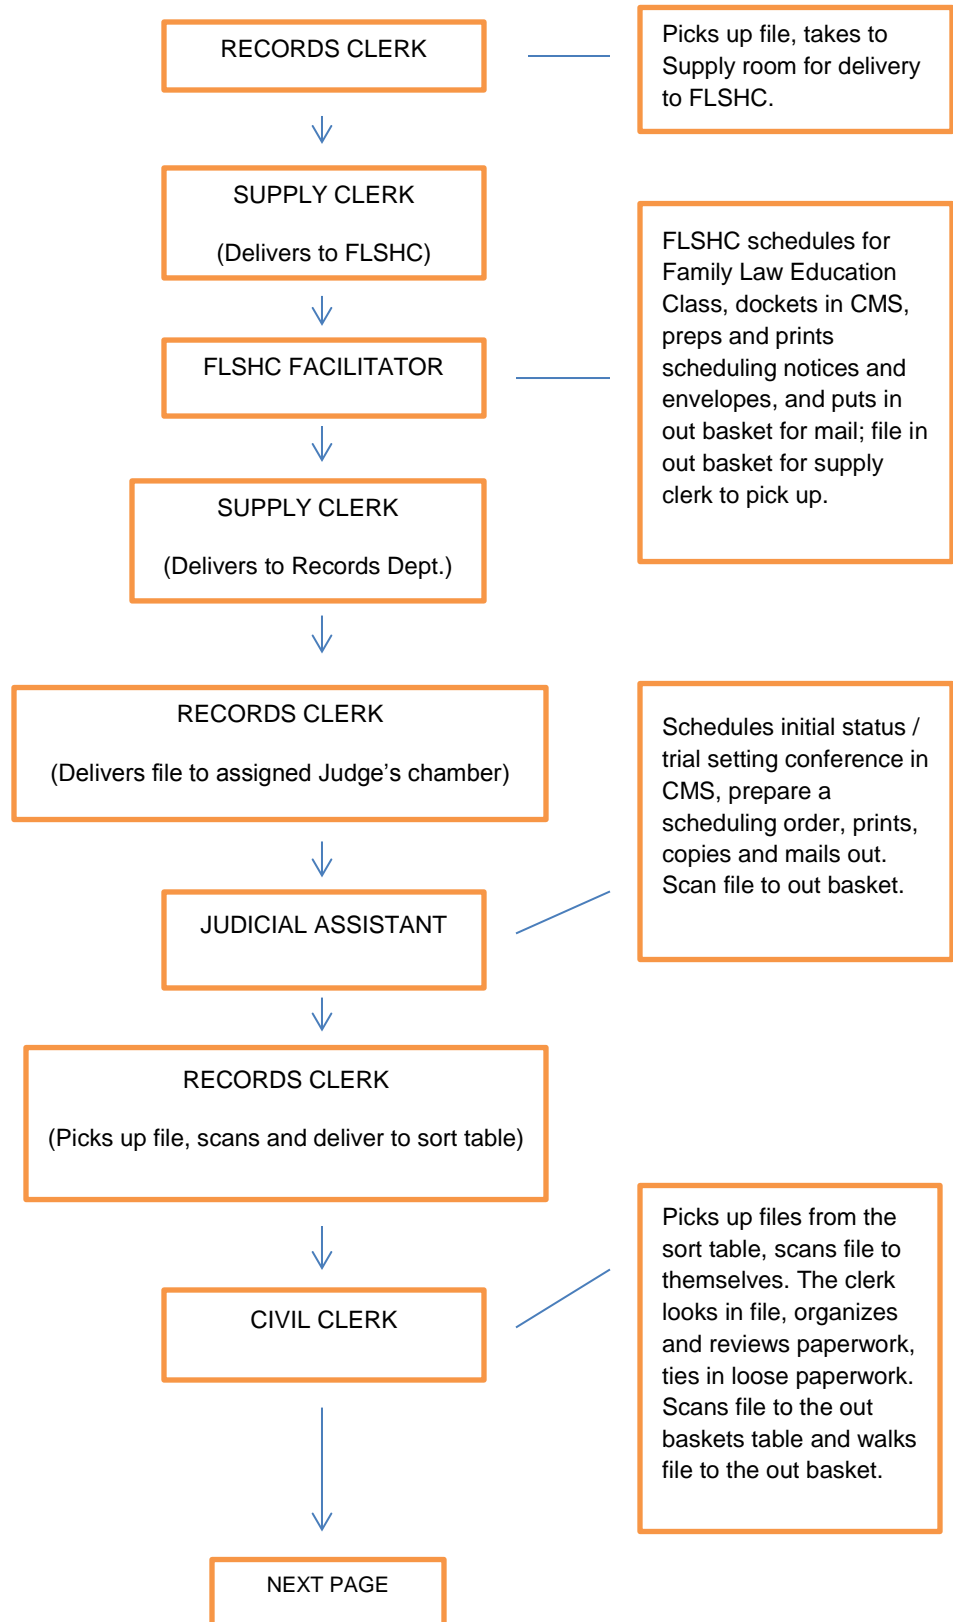 RECORDS CLERK
Picks up file, takes to
Supply room for delivery
to FLSHC.
SUPPLY CLERK
(Delivers to FLSHC)
FLSHC FACILITATOR
FLSHC schedules for
Family Law Education
Class, dockets in CMS,
preps and prints
scheduling notices and
envelopes, and puts in
out basket for mail; file in
out basket for supply
clerk to pick up.
SUPPLY CLERK
(Delivers to Records Dept.)
RECORDS CLERK
(Delivers file to assigned Judge’s chamber)
JUDICIAL ASSISTANT
Schedules initial status /
trial setting conference in
CMS, prepare a
scheduling order, prints,
copies and mails out.
Scan file to out basket.
RECORDS CLERK
(Picks up file, scans and deliver to sort table)
CIVIL CLERK
Picks up files from the
sort table, scans file to
themselves. The clerk
looks in file, organizes
and reviews paperwork,
ties in loose paperwork.
Scans file to the out
baskets table and walks
file to the out basket.
NEXT PAGE